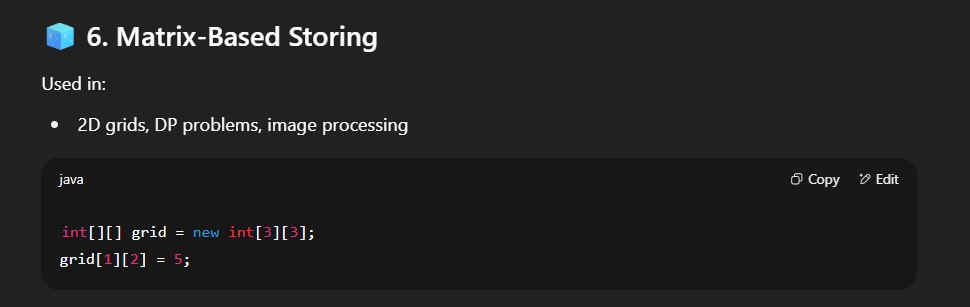 6. Matrix-Based Storing
Used in:
• 2D grids, DP problems, image processing
java Copy Edit
int[][] grid = new int[3][3];
grid[1][2] = 5;